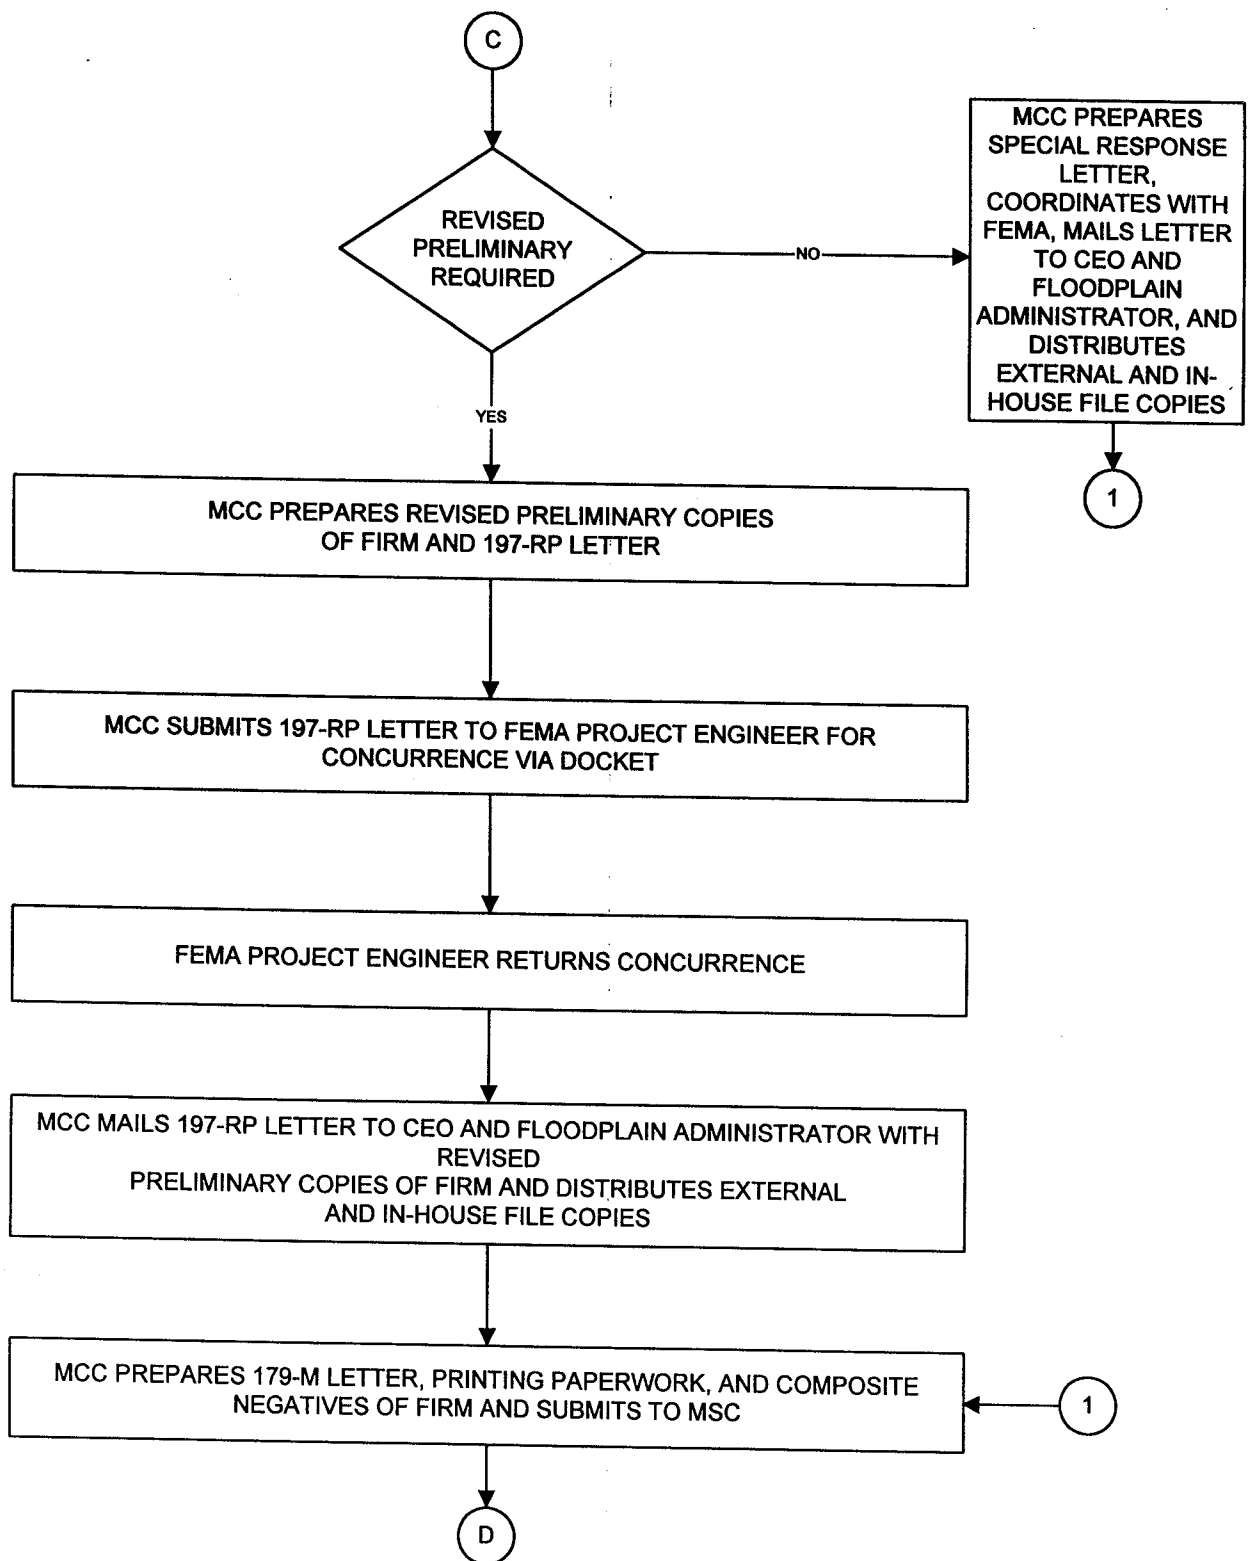 C
REVISED
PRELIMINARY
REQUIRED
NO
MCC PREPARES
SPECIAL RESPONSE
LETTER,
COORDINATES WITH
FEMA, MAILS LETTER
TO CEO AND
FLOODPLAIN
ADMINISTRATOR, AND
DISTRIBUTES
EXTERNAL AND IN-
HOUSE FILE COPIES
1
YES
MCC PREPARES REVISED PRELIMINARY COPIES
OF FIRM AND 197-RP LETTER
MCC SUBMITS 197-RP LETTER TO FEMA PROJECT ENGINEER FOR
CONCURRENCE VIA DOCKET
FEMA PROJECT ENGINEER RETURNS CONCURRENCE
MCC MAILS 197-RP LETTER TO CEO AND FLOODPLAIN ADMINISTRATOR WITH
REVISED
PRELIMINARY COPIES OF FIRM AND DISTRIBUTES EXTERNAL
AND IN-HOUSE FILE COPIES
MCC PREPARES 179-M LETTER, PRINTING PAPERWORK, AND COMPOSITE
NEGATIVES OF FIRM AND SUBMITS TO MSC
1
D